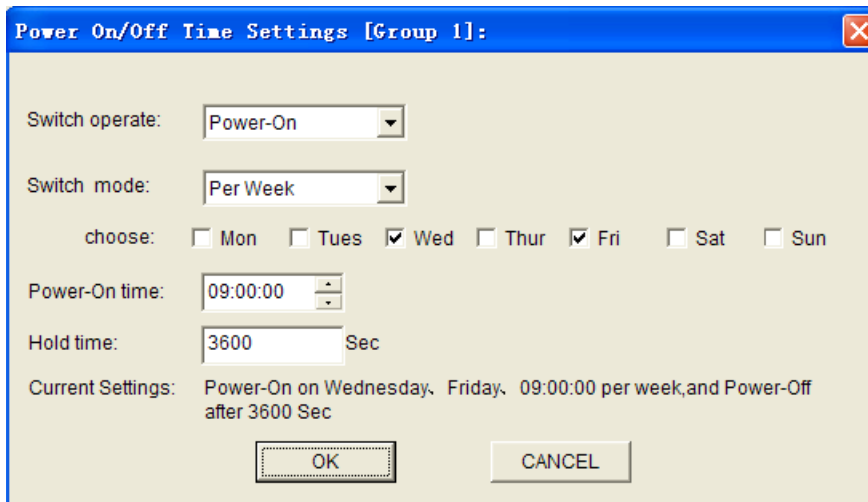 Power On/Off Time Settings [Group 1]:
Switch operate: Power-On
Switch mode: Per Week
choose: Mon Tues Wed Thur Fri Sat Sun
Power-On time: 09:00:00
Hold time: 3600 Sec
Current Settings: Power-On on Wednesday、Friday、09:00:00 per week,and Power-Off
after 3600 Sec
OK CANCEL